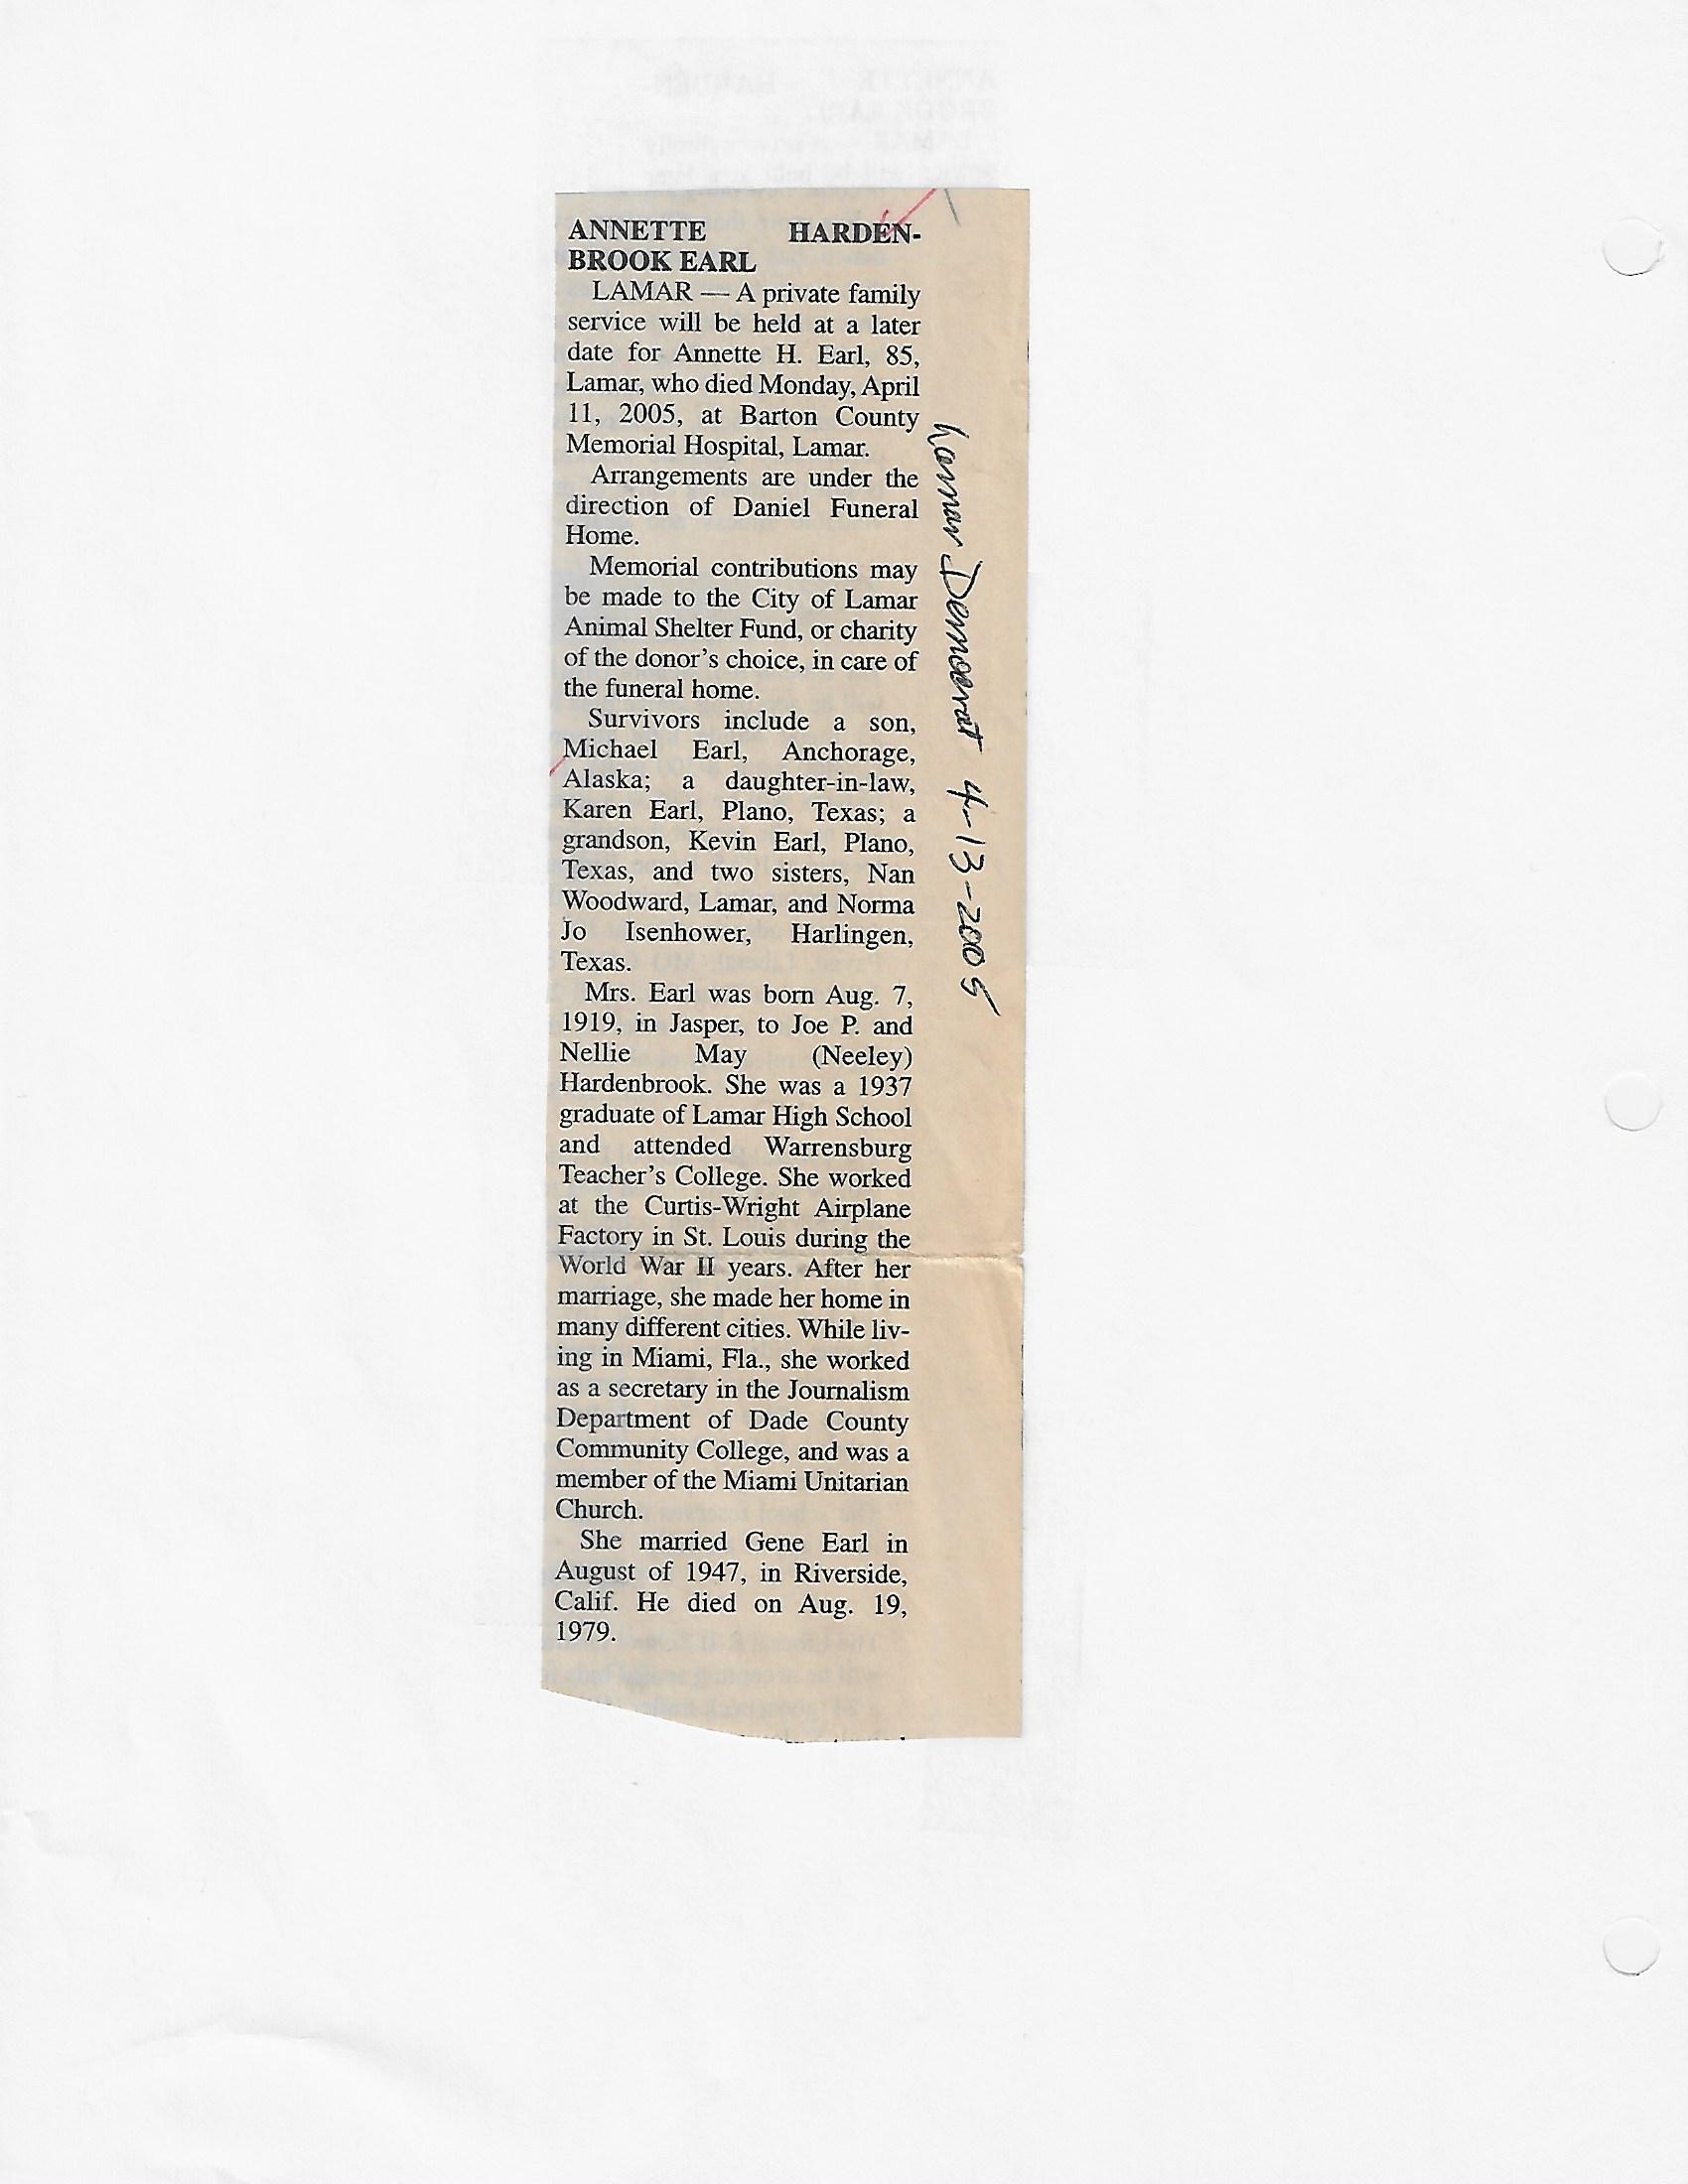 ANNETTE HARDEN-
BROOK EARL
LAMAR — A private family
service will be held at a later
date for Annette H. Earl, 85,
Lamar, who died Monday, April
11, 2005, at Barton County
Memorial Hospital, Lamar.
Arrangements are under the
direction of Daniel Funeral
Home.
Memorial contributions may
be made to the City of Lamar
Animal Shelter Fund, or charity
of the donor's choice, in care of
the funeral home.
Survivors include a son,
Michael Earl, Anchorage,
Alaska; a daughter-in-law,
Karen Earl, Plano, Texas; a
grandson, Kevin Earl, Plano,
Texas, and two sisters, Nan
Woodward, Lamar, and Norma
Jo Isenhower, Harlingen,
Texas.
Mrs. Earl was born Aug. 7,
1919, in Jasper, to Joe P. and
Nellie May (Neeley)
Hardenbrook. She was a 1937
graduate of Lamar High School
and attended Warrensburg
Teacher's College. She worked
at the Curtis-Wright Airplane
Factory in St. Louis during the
World War II years. After her
marriage, she made her home in
many different cities. While liv-
ing in Miami, Fla., she worked
as a secretary in the Journalism
Department of Dade County
Community College, and was a
member of the Miami Unitarian
Church.
She married Gene Earl in
August of 1947, in Riverside,
Calif. He died on Aug. 19,
1979.
Lamar Democrat 4-13-2005